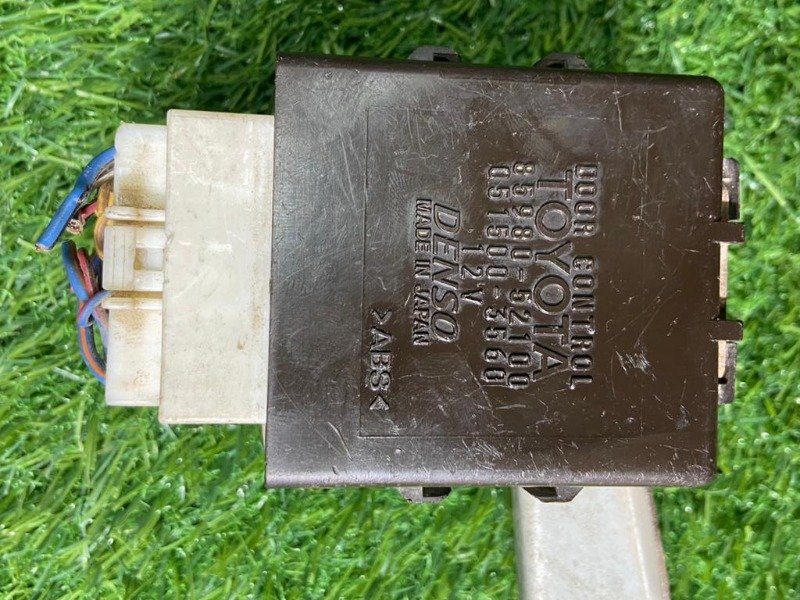 DOOR CONTROL
TOYOTA
85980-52100
051500-3560
12V
DENSO
MADE IN JAPAN
>ABS<